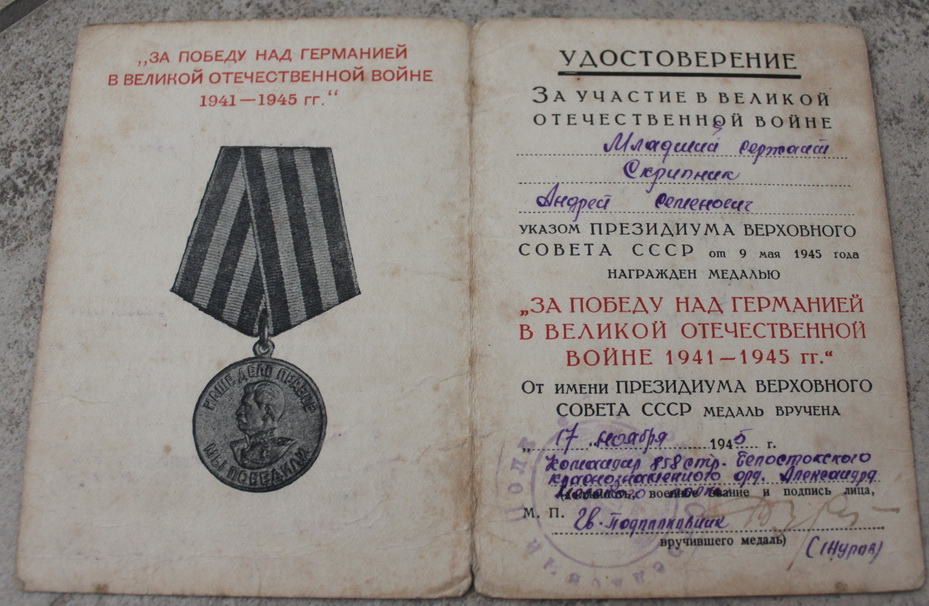 „ЗА ПОБЕДУ НАД ГЕРМАНИЕЙ
В ВЕЛИКОЙ ОТЕЧЕСТВЕННОЙ ВОЙНЕ
1941—1945 гг.“
НАШЕ ДЕЛО ПРАВОЕ
МЫ ПОБЕДИЛИ
УДОСТОВЕРЕНИЕ
ЗА УЧАСТИЕ В ВЕЛИКОЙ
ОТЕЧЕСТВЕННОЙ ВОЙНЕ
Младший сержант
Скрипник
Андрей Семенович
УКАЗОМ ПРЕЗИДИУМА ВЕРХОВНОГО
СОВЕТА СССР от 9 мая 1945 года
НАГРАЖДЕН МЕДАЛЬЮ
„ЗА ПОБЕДУ НАД ГЕРМАНИЕЙ
В ВЕЛИКОЙ ОТЕЧЕСТВЕННОЙ
ВОЙНЕ 1941—1945 гг.“
ОТ ИМЕНИ ПРЕЗИДИУМА ВЕРХОВНОГО
СОВЕТА СССР МЕДАЛЬ ВРУЧЕНА
„17“ ноября 1945 г.
Командир 858 стр. Белостокского
краснознаменного орд. Александра
(должность, военное звание и подпись лица,
М. П. Гв. Подполковник
вручившего медаль)